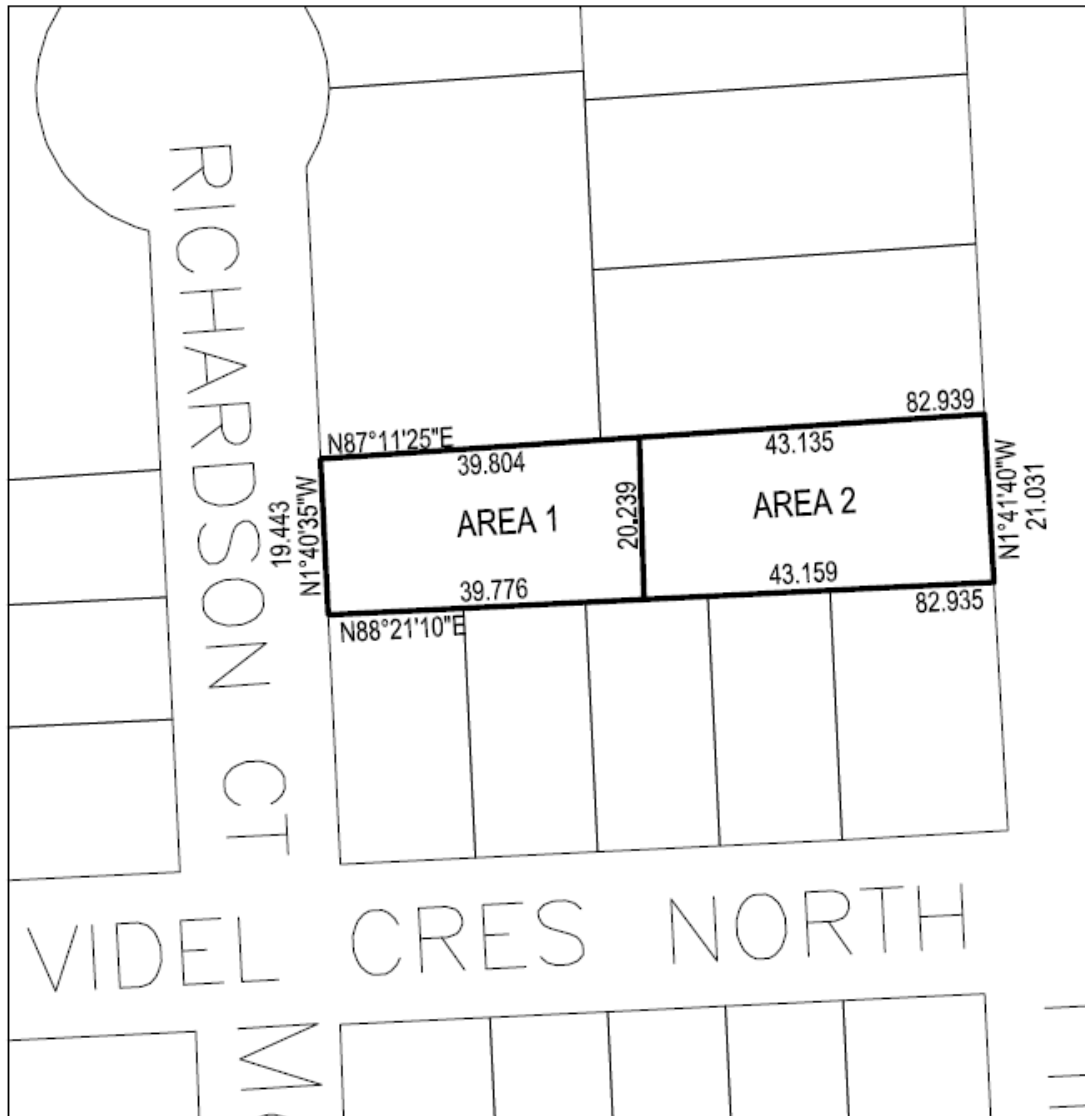 RICHARDSON CT
82.939
N87°11'25"E
43.135
39.804
19.443
N1°40'35"W
AREA 1
20.239
AREA 2
N1°41'40"W
21.031
39.776
43.159
82.935
N88°21'10"E
VIDEL CRES NORTH